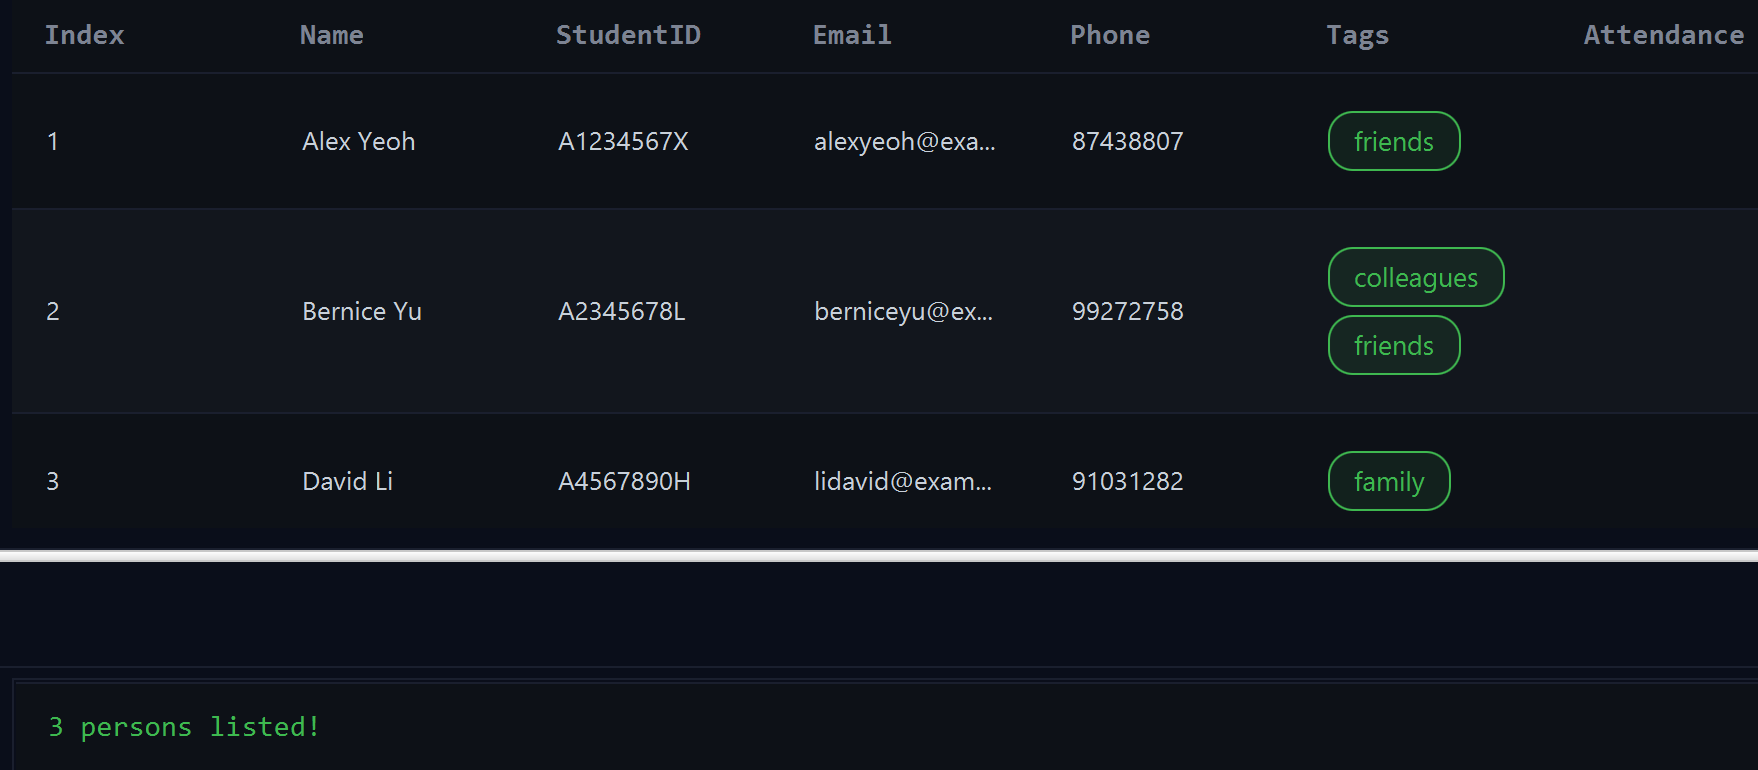 Index Name StudentID Email Phone Tags Attendance
1 Alex Yeoh A1234567X alexyeoh@exa... 87438807 friends
2 Bernice Yu A2345678L berniceyu@ex... 99272758 colleagues
friends
3 David Li A4567890H lidavid@exam... 91031282 family
3 persons listed!